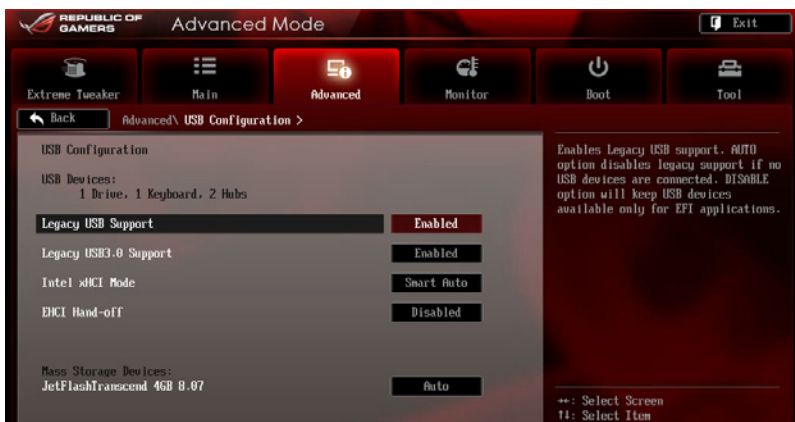 REPUBLIC OF
GAMERS
Advanced Mode
Exit
Extreme Tweaker
Main
Advanced
Monitor
Boot
Tool
Back
Advanced\ USB Configuration >
USB Configuration
USB Devices:
1 Drive, 1 Keyboard, 2 Hubs
Legacy USB Support Enabled
Legacy USB3.0 Support Enabled
Intel xHCI Mode Smart Auto
EHCI Hand-off Disabled
Mass Storage Devices:
JetFlashTranscend 4GB 8.07 Auto
Enables Legacy USB support. AUTO
option disables legacy support if no
USB devices are connected. DISABLE
option will keep USB devices
available only for EFI applications.
→←: Select Screen
↑↓: Select Item